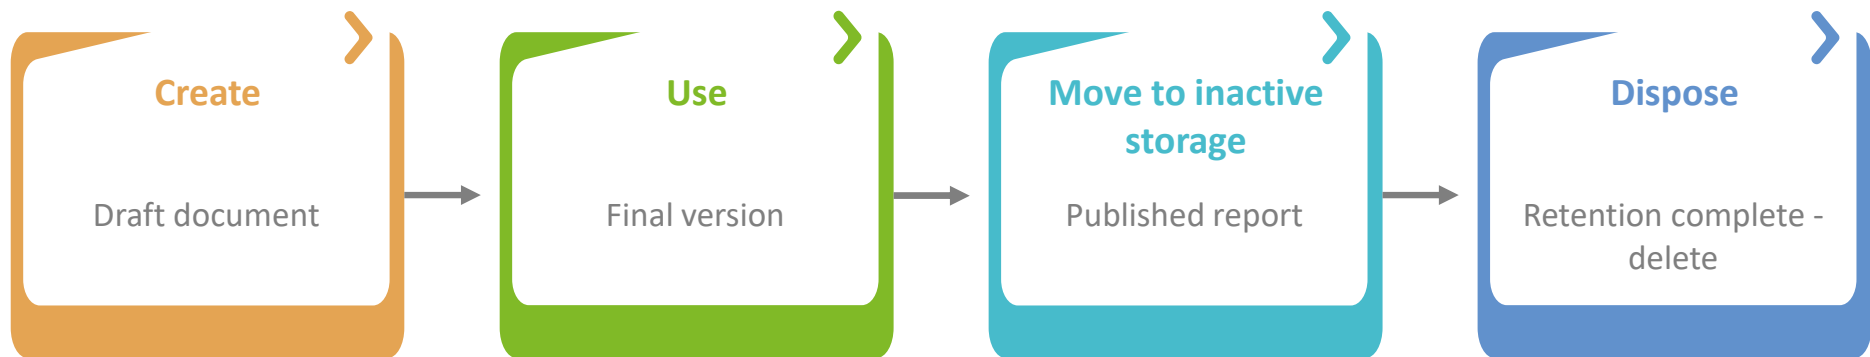 Create
Draft document
Use
Final version
Move to inactive
storage
Published report
Dispose
Retention complete -
delete